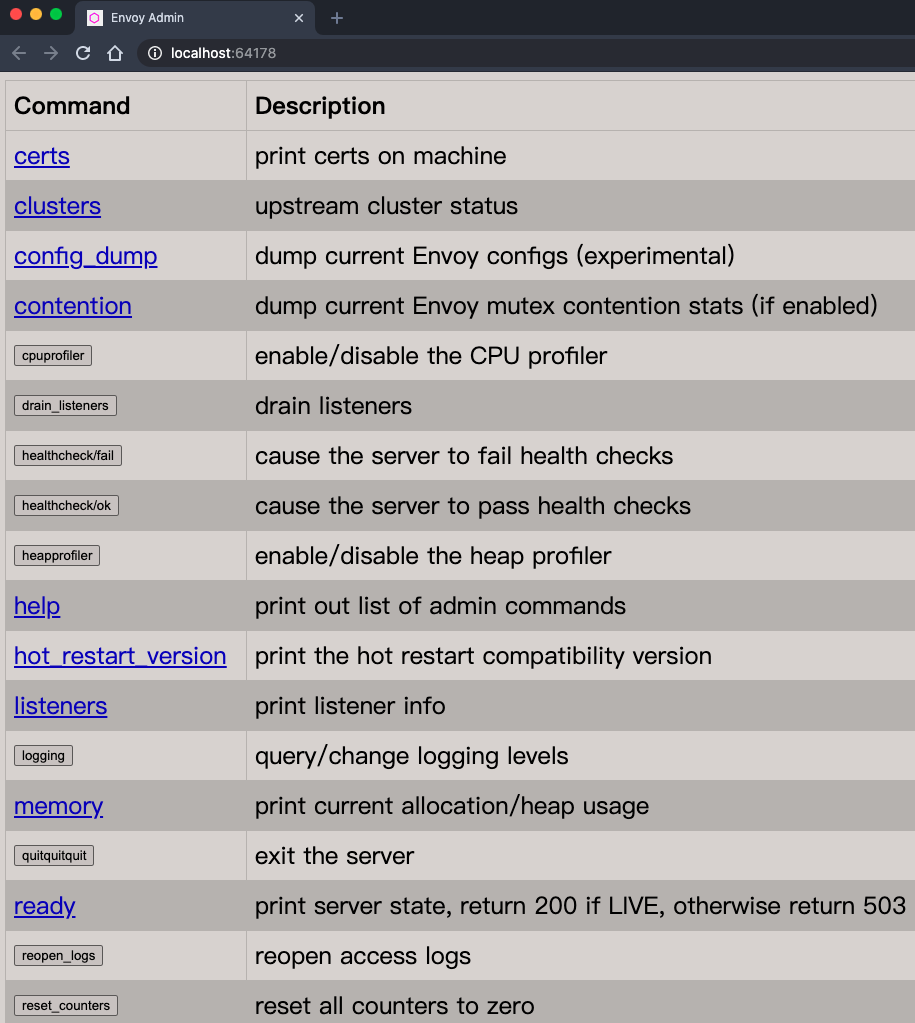 Envoy Admin
localhost:64178
Command Description
certs print certs on machine
clusters upstream cluster status
config_dump dump current Envoy configs (experimental)
contention dump current Envoy mutex contention stats (if enabled)
cpuprofiler enable/disable the CPU profiler
drain_listeners drain listeners
healthcheck/fail cause the server to fail health checks
healthcheck/ok cause the server to pass health checks
heapprofiler enable/disable the heap profiler
help print out list of admin commands
hot_restart_version print the hot restart compatibility version
listeners print listener info
logging query/change logging levels
memory print current allocation/heap usage
quitquitquit exit the server
ready print server state, return 200 if LIVE, otherwise return 503
reopen_logs reopen access logs
reset_counters reset all counters to zero